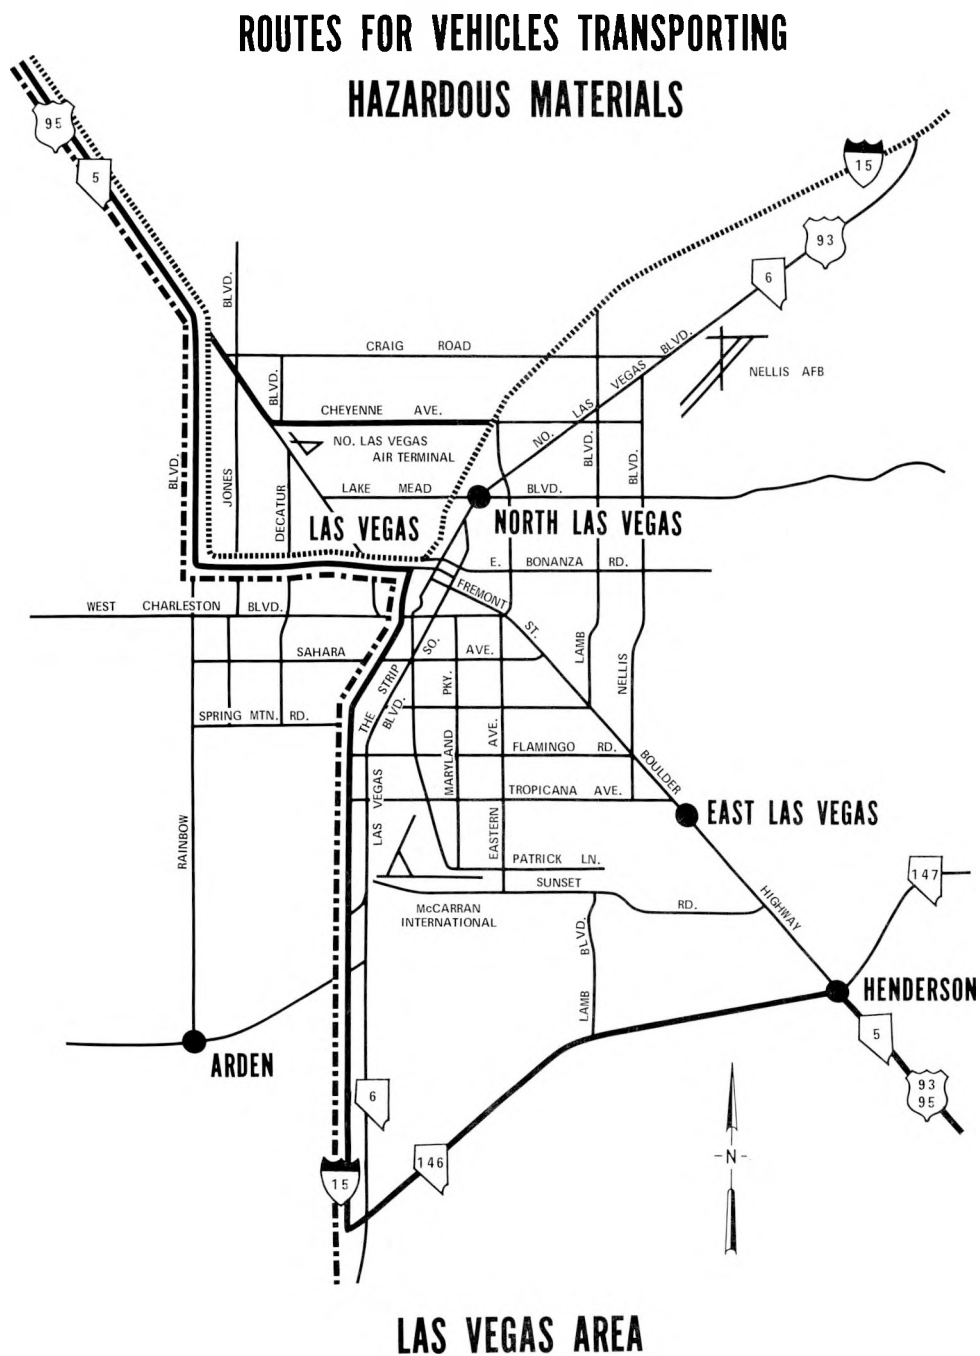 ROUTES FOR VEHICLES TRANSPORTING
HAZARDOUS MATERIALS
95
5
15
93
6
BLVD.
CRAIG ROAD
NELLIS AFB
BLVD.
CHEYENNE AVE.
NO. LAS VEGAS BLVD.
NO. LAS VEGAS
AIR TERMINAL
BLVD.
BLVD.
BLVD.
JONES
DECATUR
LAKE MEAD
BLVD.
LAS VEGAS
NORTH LAS VEGAS
E. BONANZA RD.
FREMONT ST.
WEST CHARLESTON BLVD.
SAHARA AVE.
LAMB
NELLIS
THE STRIP SO.
BLVD.
PKY.
SPRING MTN. RD.
AVE.
FLAMINGO RD.
MARYLAND
BOULDER
LAS VEGAS
TROPICANA AVE.
EAST LAS VEGAS
RAINBOW
EASTERN
PATRICK LN.
SUNSET
RD.
HIGHWAY
147
McCARRAN
INTERNATIONAL
LAMB BLVD.
HENDERSON
ARDEN
5
93
95
6
146
15
-N-
LAS VEGAS AREA